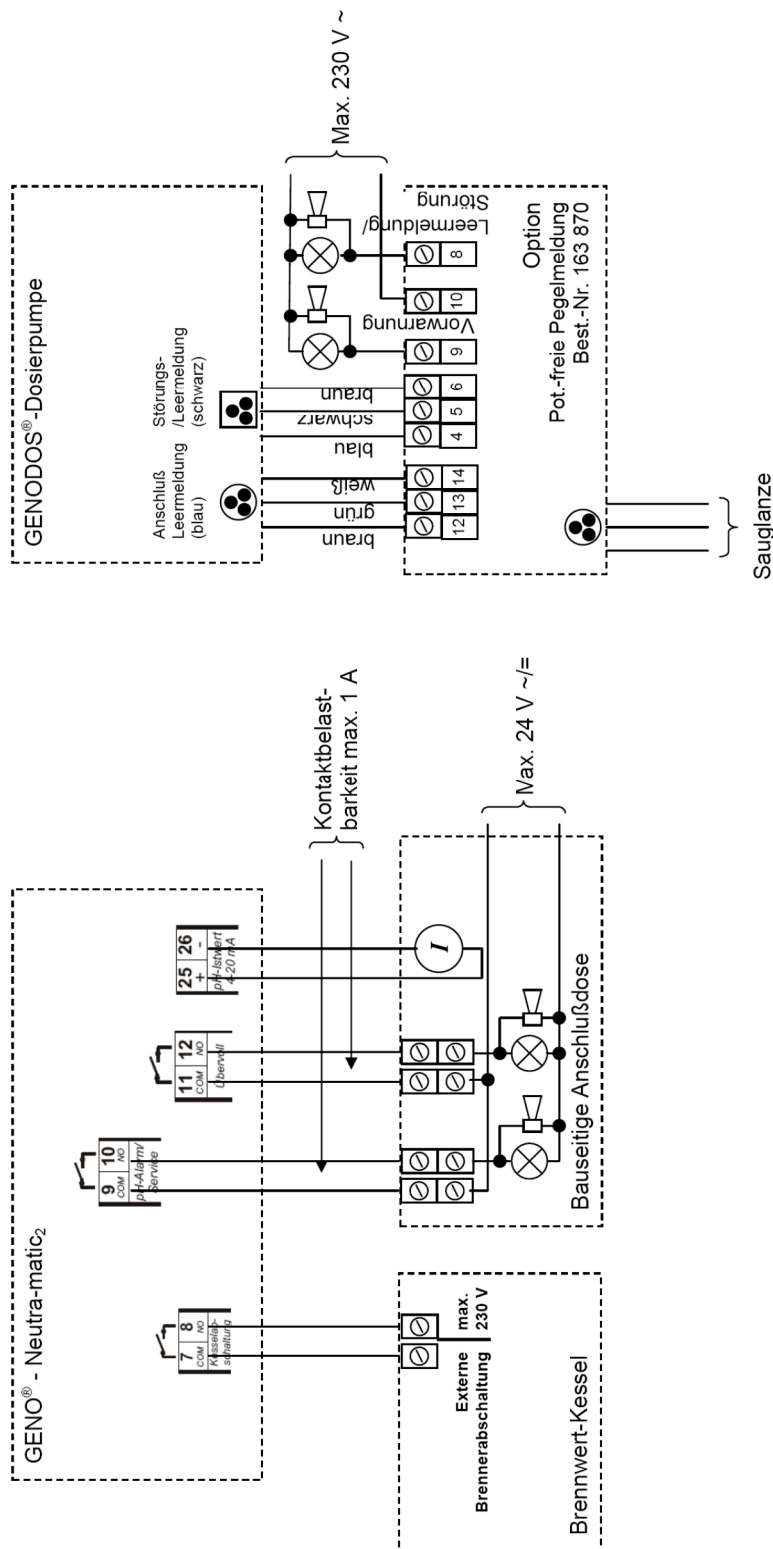 GENO® - Neutra-matic₂
7 8
COM NO
Kesselab-
schaltung
9 10
COM NO
pH-Alarm/
Service
11 12
COM NO
Übervoll
25 26
+ -
pH-Istwert
4-20 mA
Kontaktbelast-
barkeit max. 1 A
Max. 24 V ~/=
I
Bauseitige Anschlußdose
Externe
Brennerabschaltung
max.
230 V
Brennwert-Kessel
GENODOS®-Dosierpumpe
Anschluß
Leermeldung
(blau)
Störungs-
/Leermeldung
(schwarz)
braun
grün
weiß
blau
schwarz
braun
Vorwarnung
Leermeldung/
Störung
Max. 230 V ~
12 13 14 4 5 6 9 10 8
Option
Pot.-freie Pegelmeldung
Best.-Nr. 163 870
Sauglanze